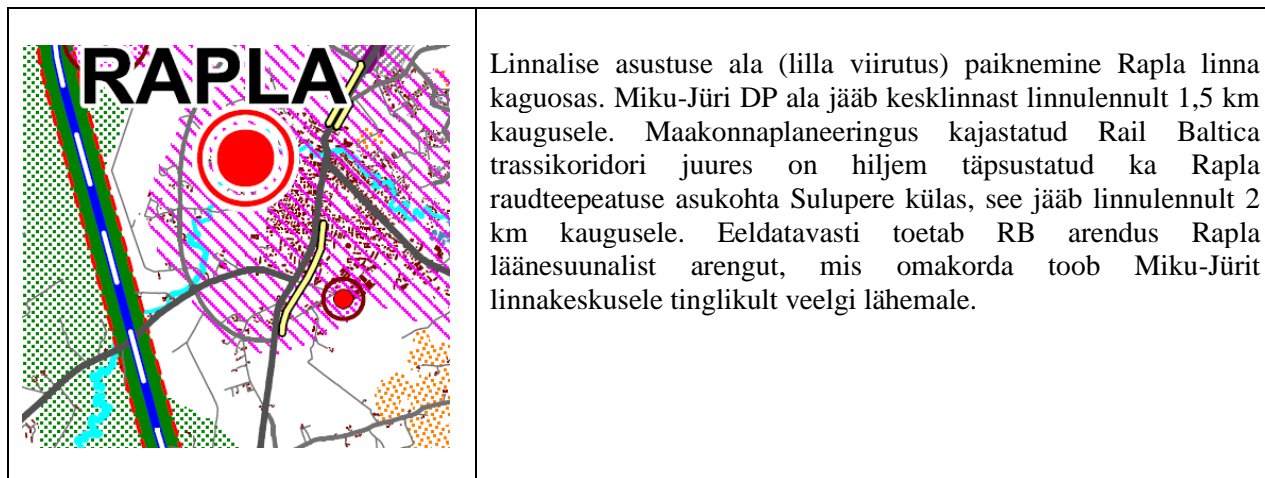 RAPLA
Linnalise asustuse ala (lilla viirutus) paiknemine Rapla linna
kaguosas. Miku-Jüri DP ala jääb kesklinnast linnulennult 1,5 km
kaugusele. Maakonnaplaneeringus kajastatud Rail Baltica
trassikoridori juures on hiljem täpsustatud ka Rapla
raudteepeatuse asukohta Sulupere külas, see jääb linnulennult 2
km kaugusele. Eeldatavasti toetab RB arendus Rapla
läänesuunalist arengut, mis omakorda toob Miku-Jürit
linnakeskusele tinglikult veelgi lähemale.